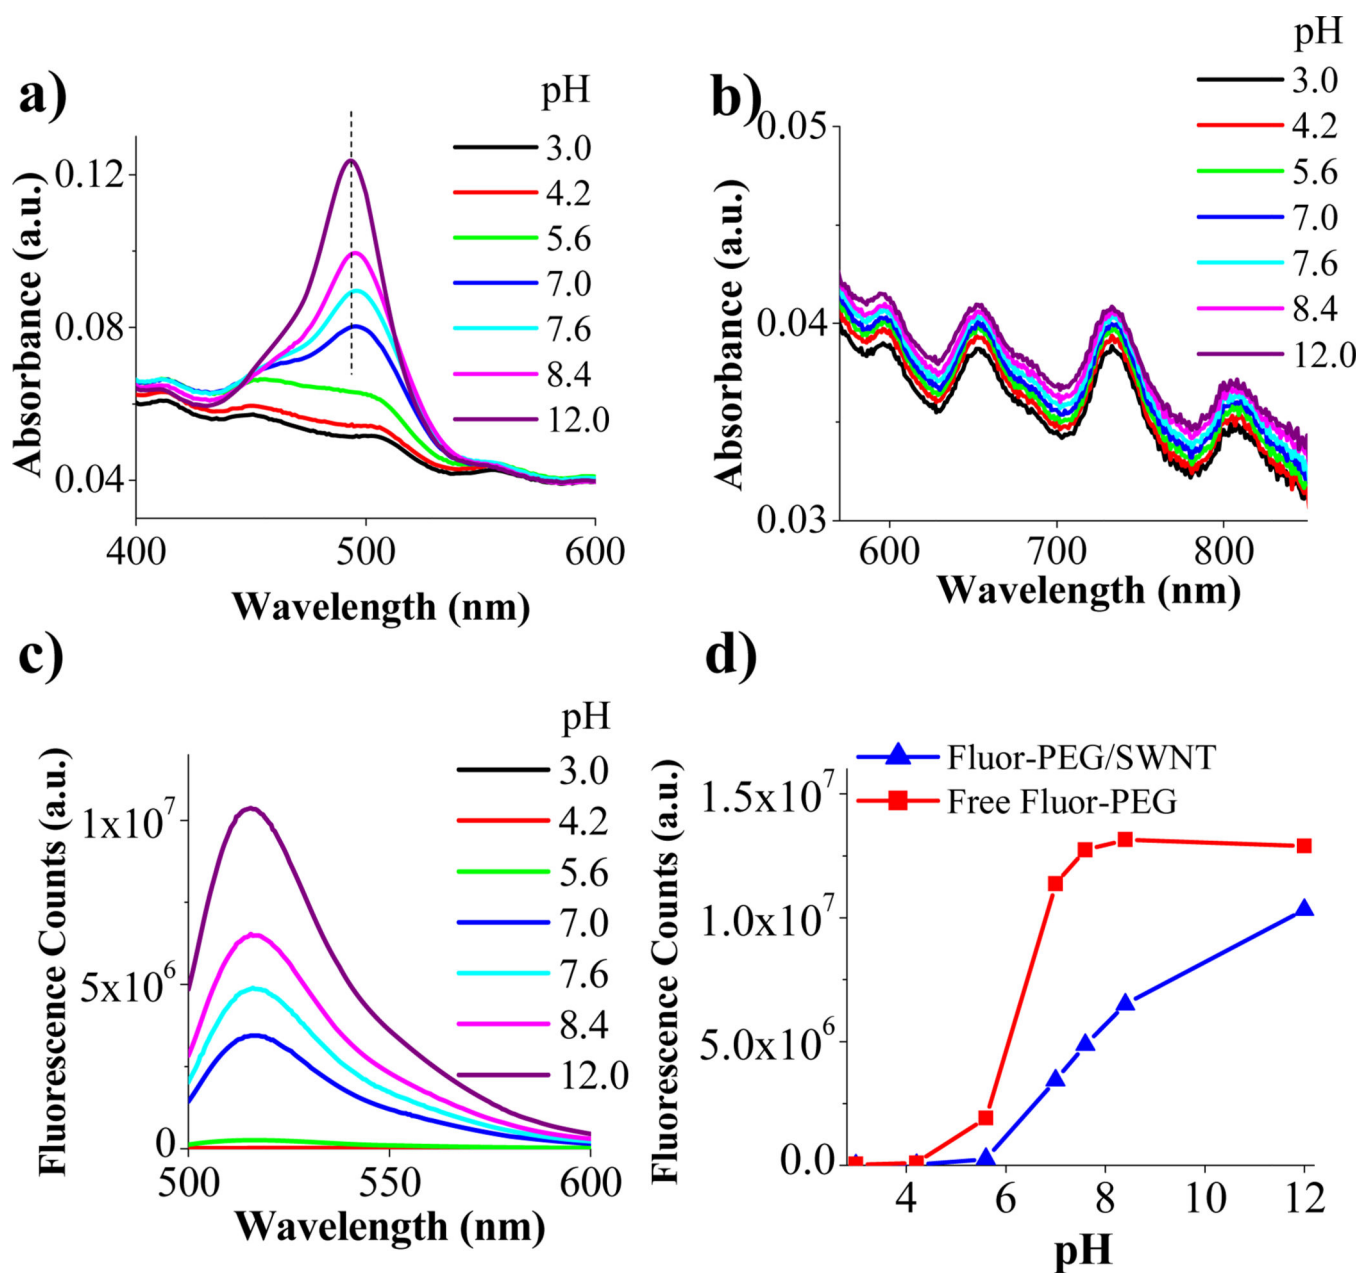 a)
pH
3.0
4.2
5.6
7.0
7.6
8.4
12.0
0.12
0.08
0.04
400
500
600
Absorbance (a.u.)
Wavelength (nm)
b)
pH
3.0
4.2
5.6
7.0
7.6
8.4
12.0
0.05
0.04
0.03
600
700
800
Absorbance (a.u.)
Wavelength (nm)
c)
pH
3.0
4.2
5.6
7.0
7.6
8.4
12.0
1x10⁷
5x10⁶
0
500
550
600
Fluorescence Counts (a.u.)
Wavelength (nm)
d)
Fluor-PEG/SWNT
Free Fluor-PEG
1.5x10⁷
1.0x10⁷
5.0x10⁶
0.0
4
6
8
10
12
Fluorescence Counts (a.u.)
pH